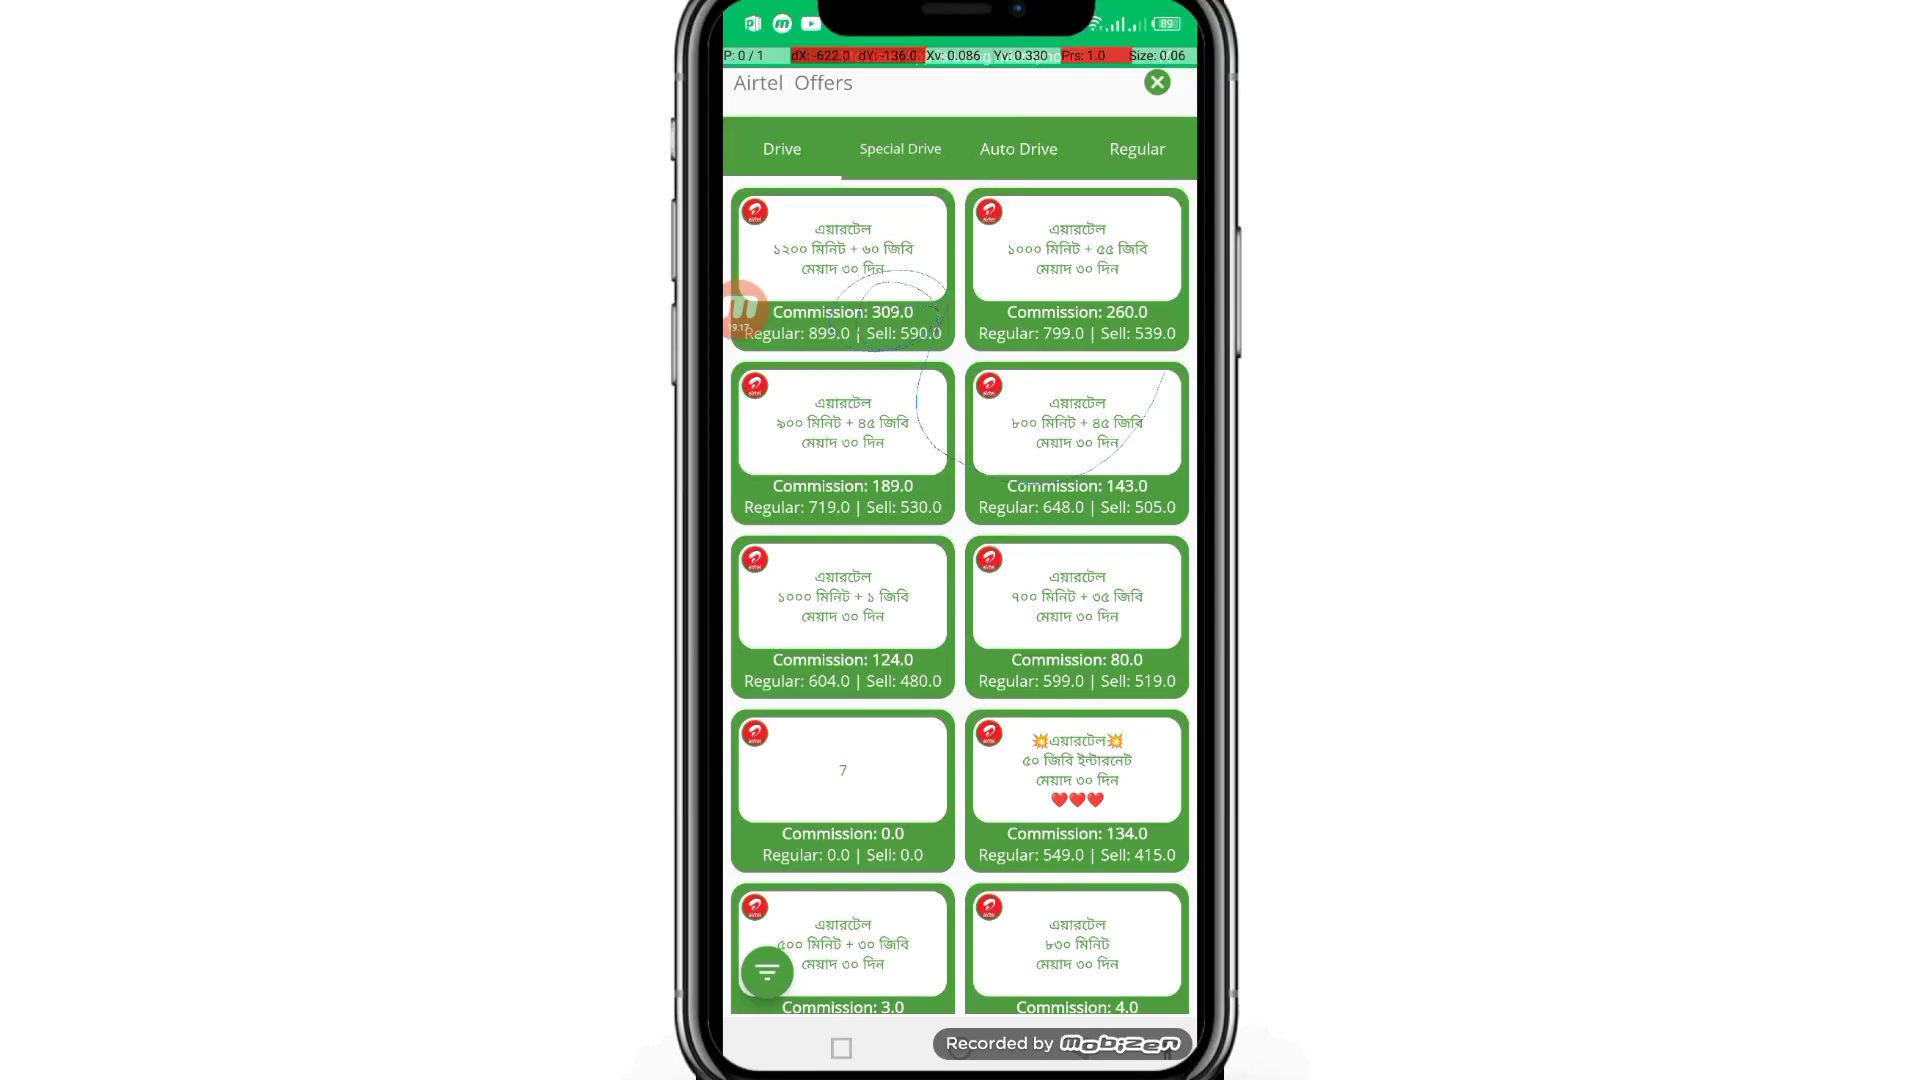 89
P: 0 / 1 dX: -622.0 dY: -136.0 Xv: 0.086 Yv: 0.330 Prs: 1.0 Size: 0.06
Airtel Offers
Drive Special Drive Auto Drive Regular
এয়ারটেল
১২০০ মিনিট + ৬০ জিবি
মেয়াদ ৩০ দিন
Commission: 309.0
Regular: 899.0 | Sell: 590.0
এয়ারটেল
১০০০ মিনিট + ৫৫ জিবি
মেয়াদ ৩০ দিন
Commission: 260.0
Regular: 799.0 | Sell: 539.0
19:17
এয়ারটেল
৯০০ মিনিট + ৪৫ জিবি
মেয়াদ ৩০ দিন
Commission: 189.0
Regular: 719.0 | Sell: 530.0
এয়ারটেল
৮০০ মিনিট + ৪৫ জিবি
মেয়াদ ৩০ দিন
Commission: 143.0
Regular: 648.0 | Sell: 505.0
এয়ারটেল
১০০০ মিনিট + ১ জিবি
মেয়াদ ৩০ দিন
Commission: 124.0
Regular: 604.0 | Sell: 480.0
এয়ারটেল
৭০০ মিনিট + ৩৫ জিবি
মেয়াদ ৩০ দিন
Commission: 80.0
Regular: 599.0 | Sell: 519.0
7
Commission: 0.0
Regular: 0.0 | Sell: 0.0
💥এয়ারটেল💥
৫০ জিবি ইন্টারনেট
মেয়াদ ৩০ দিন
❤️❤️❤️
Commission: 134.0
Regular: 549.0 | Sell: 415.0
এয়ারটেল
৫০০ মিনিট + ৩০ জিবি
মেয়াদ ৩০ দিন
Commission: 3.0
এয়ারটেল
৮৩০ মিনিট
মেয়াদ ৩০ দিন
Commission: 4.0
Recorded by MOBIZEN